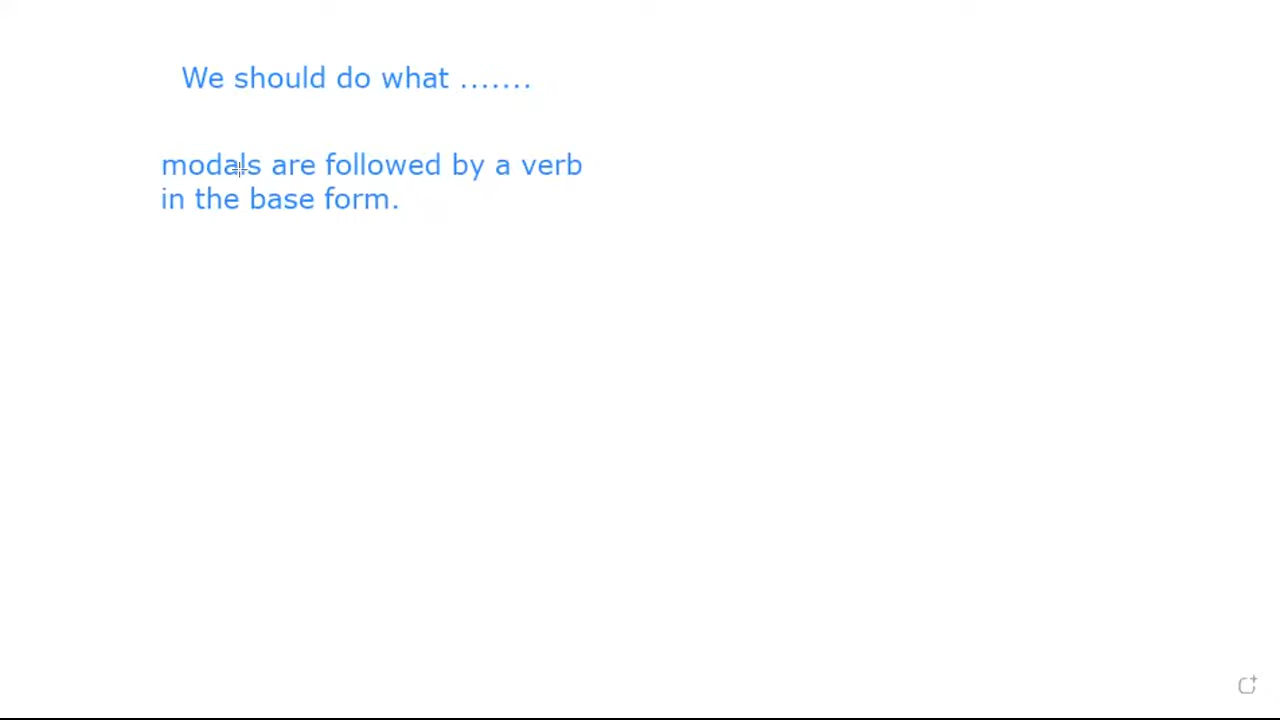 We should do what .......
modals are followed by a verb
in the base form.